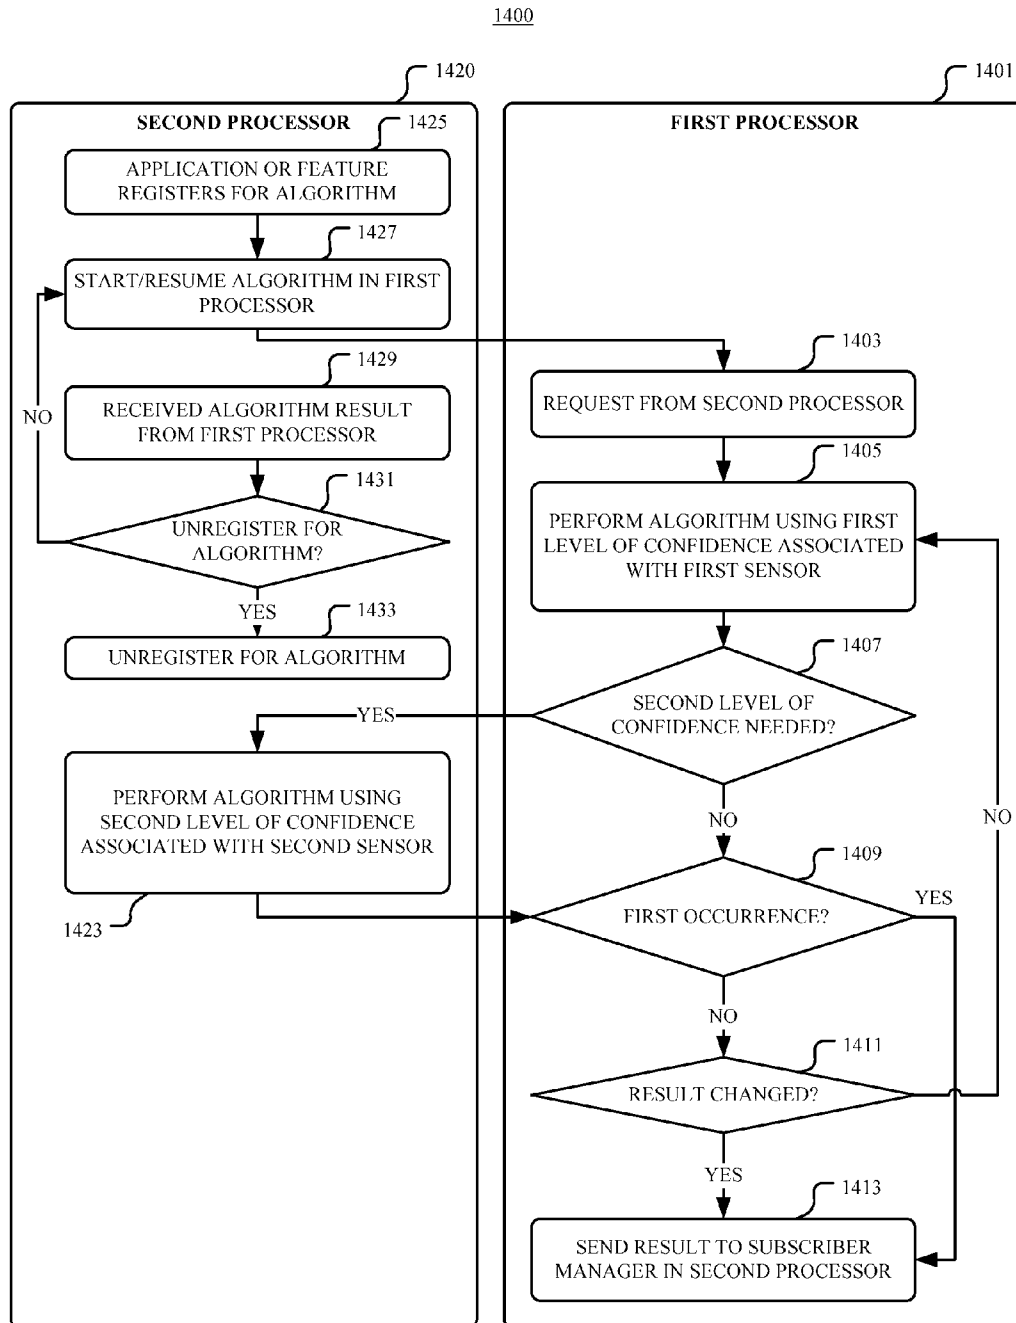 1400
1420
SECOND PROCESSOR
1425
APPLICATION OR FEATURE
REGISTERS FOR ALGORITHM
1427
START/RESUME ALGORITHM IN FIRST
PROCESSOR
1429
NO
RECEIVED ALGORITHM RESULT
FROM FIRST PROCESSOR
1431
UNREGISTER FOR
ALGORITHM?
YES
1433
UNREGISTER FOR ALGORITHM
YES
PERFORM ALGORITHM USING
SECOND LEVEL OF CONFIDENCE
ASSOCIATED WITH SECOND SENSOR
1423
1401
FIRST PROCESSOR
1403
REQUEST FROM SECOND PROCESSOR
1405
PERFORM ALGORITHM USING FIRST
LEVEL OF CONFIDENCE ASSOCIATED
WITH FIRST SENSOR
1407
SECOND LEVEL OF
CONFIDENCE NEEDED?
NO
NO
1409
FIRST OCCURRENCE?
YES
NO
1411
RESULT CHANGED?
YES
1413
SEND RESULT TO SUBSCRIBER
MANAGER IN SECOND PROCESSOR